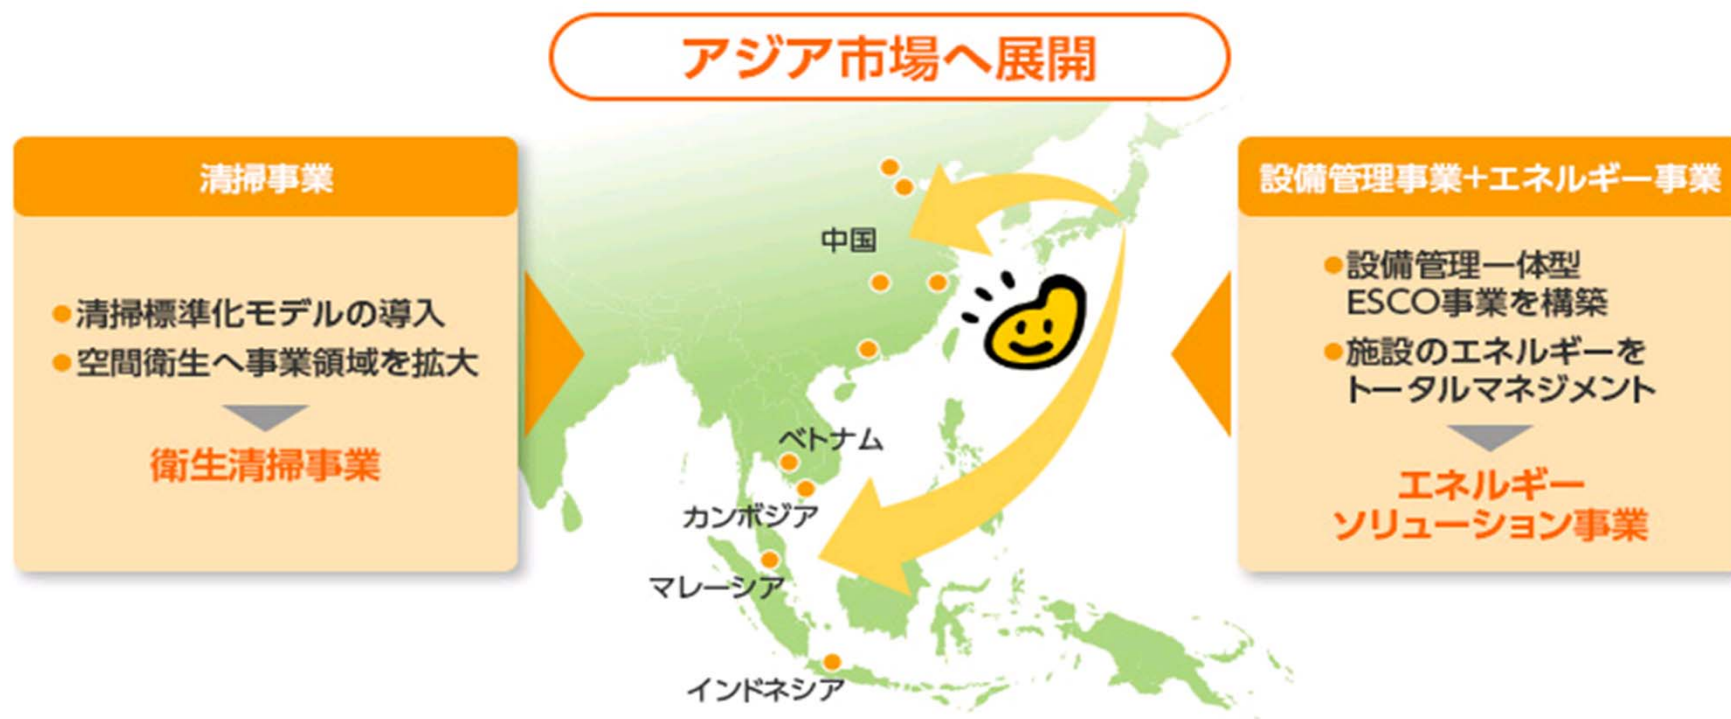 アジア市場へ展開
清掃事業
●清掃標準化モデルの導入
●空間衛生へ事業領域を拡大
衛生清掃事業
中国
ベトナム
カンボジア
マレーシア
インドネシア
設備管理事業+エネルギー事業
●設備管理一体型
ESCO事業を構築
●施設のエネルギーを
トータルマネジメント
エネルギー
ソリューション事業